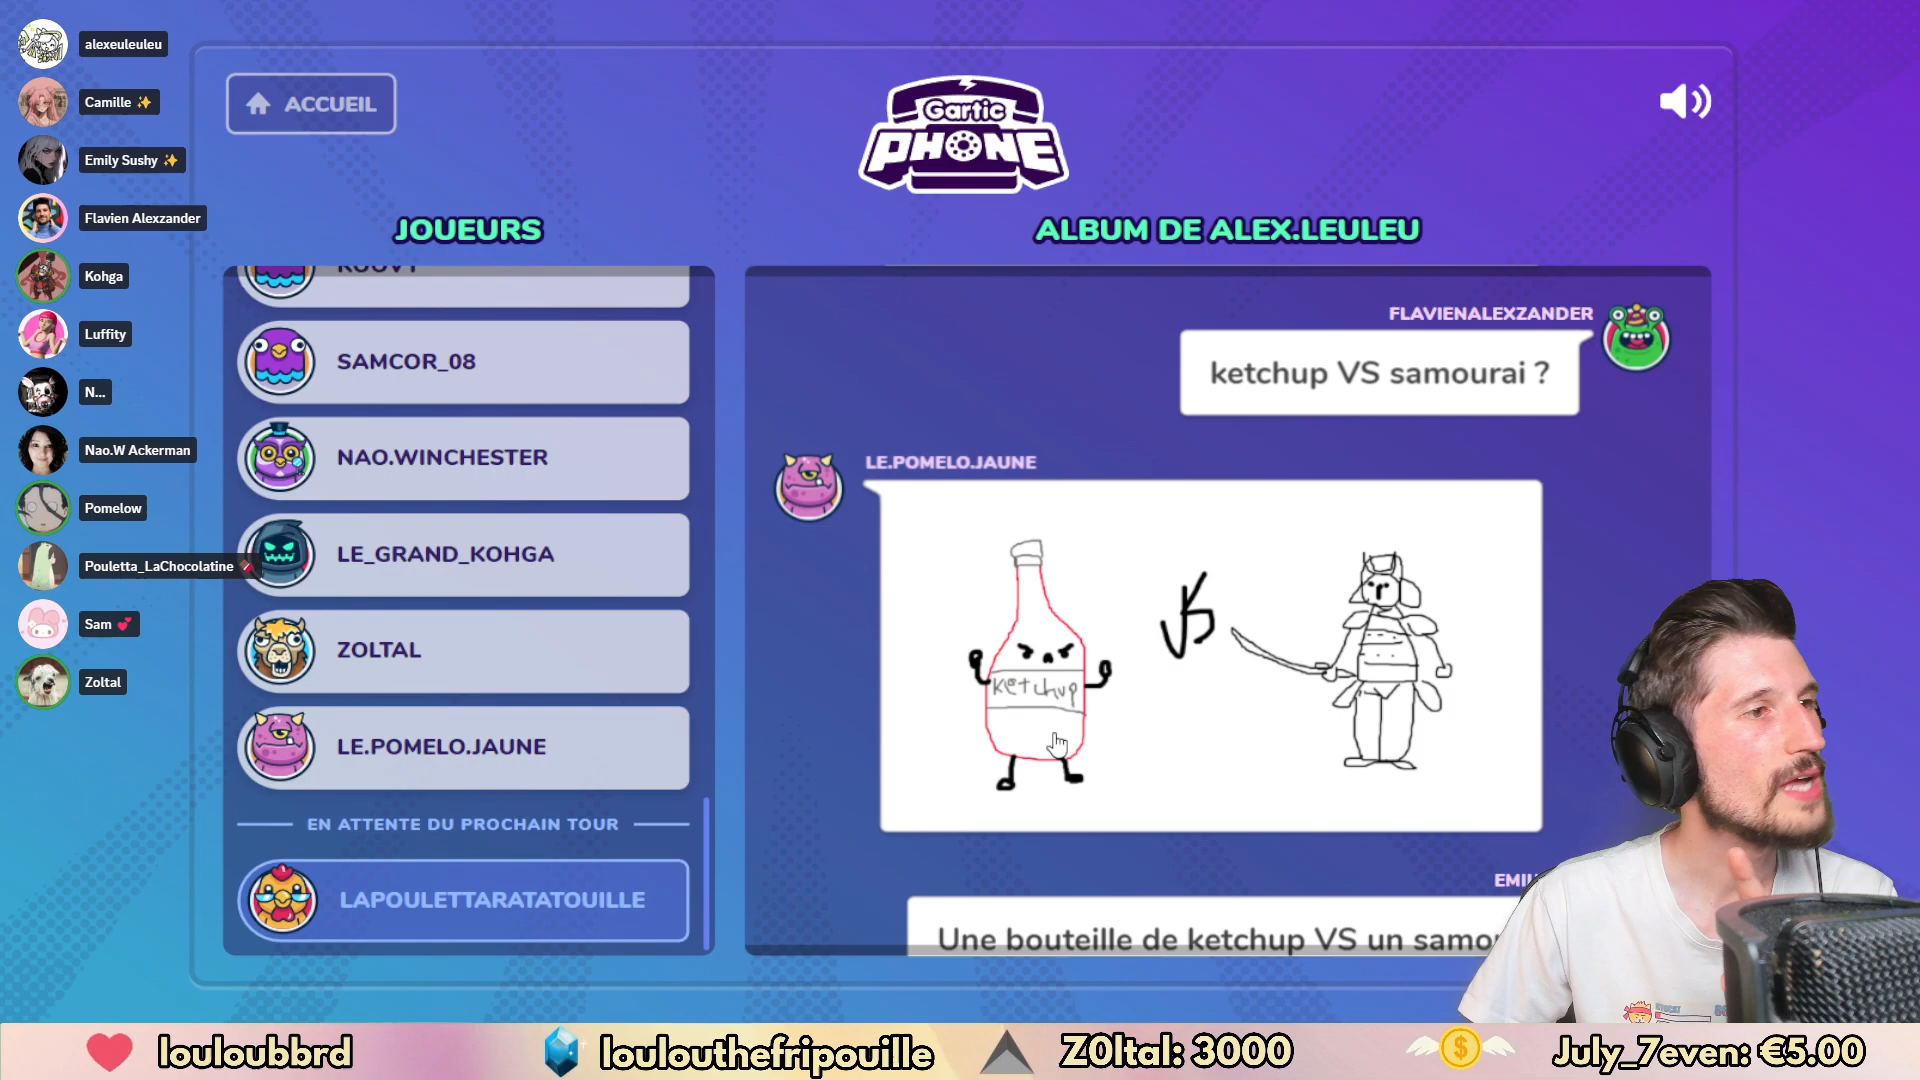 alexeuleuleu
Camille ✨
Emily Sushy ✨
Flavien Alexzander
Kohga
Luffity
N...
Nao.W Ackerman
Pomelow
Pouletta_LaChocolatine
Sam 💕
Zoltal
ACCUEIL
Gartic
PHONE
JOUEURS
SAMCOR_08
NAO.WINCHESTER
LE_GRAND_KOHGA
ZOLTAL
LE.POMELO.JAUNE
EN ATTENTE DU PROCHAIN TOUR
LAPOULETTARATATOUILLE
ALBUM DE ALEX.LEULEU
FLAVIENALEXZANDER
ketchup VS samourai ?
LE.POMELO.JAUNE
ketchup
VS
Une bouteille de ketchup VS un
louloubbrd
loulouthefripouille
Z0ltal: 3000
July_7even: €5.00